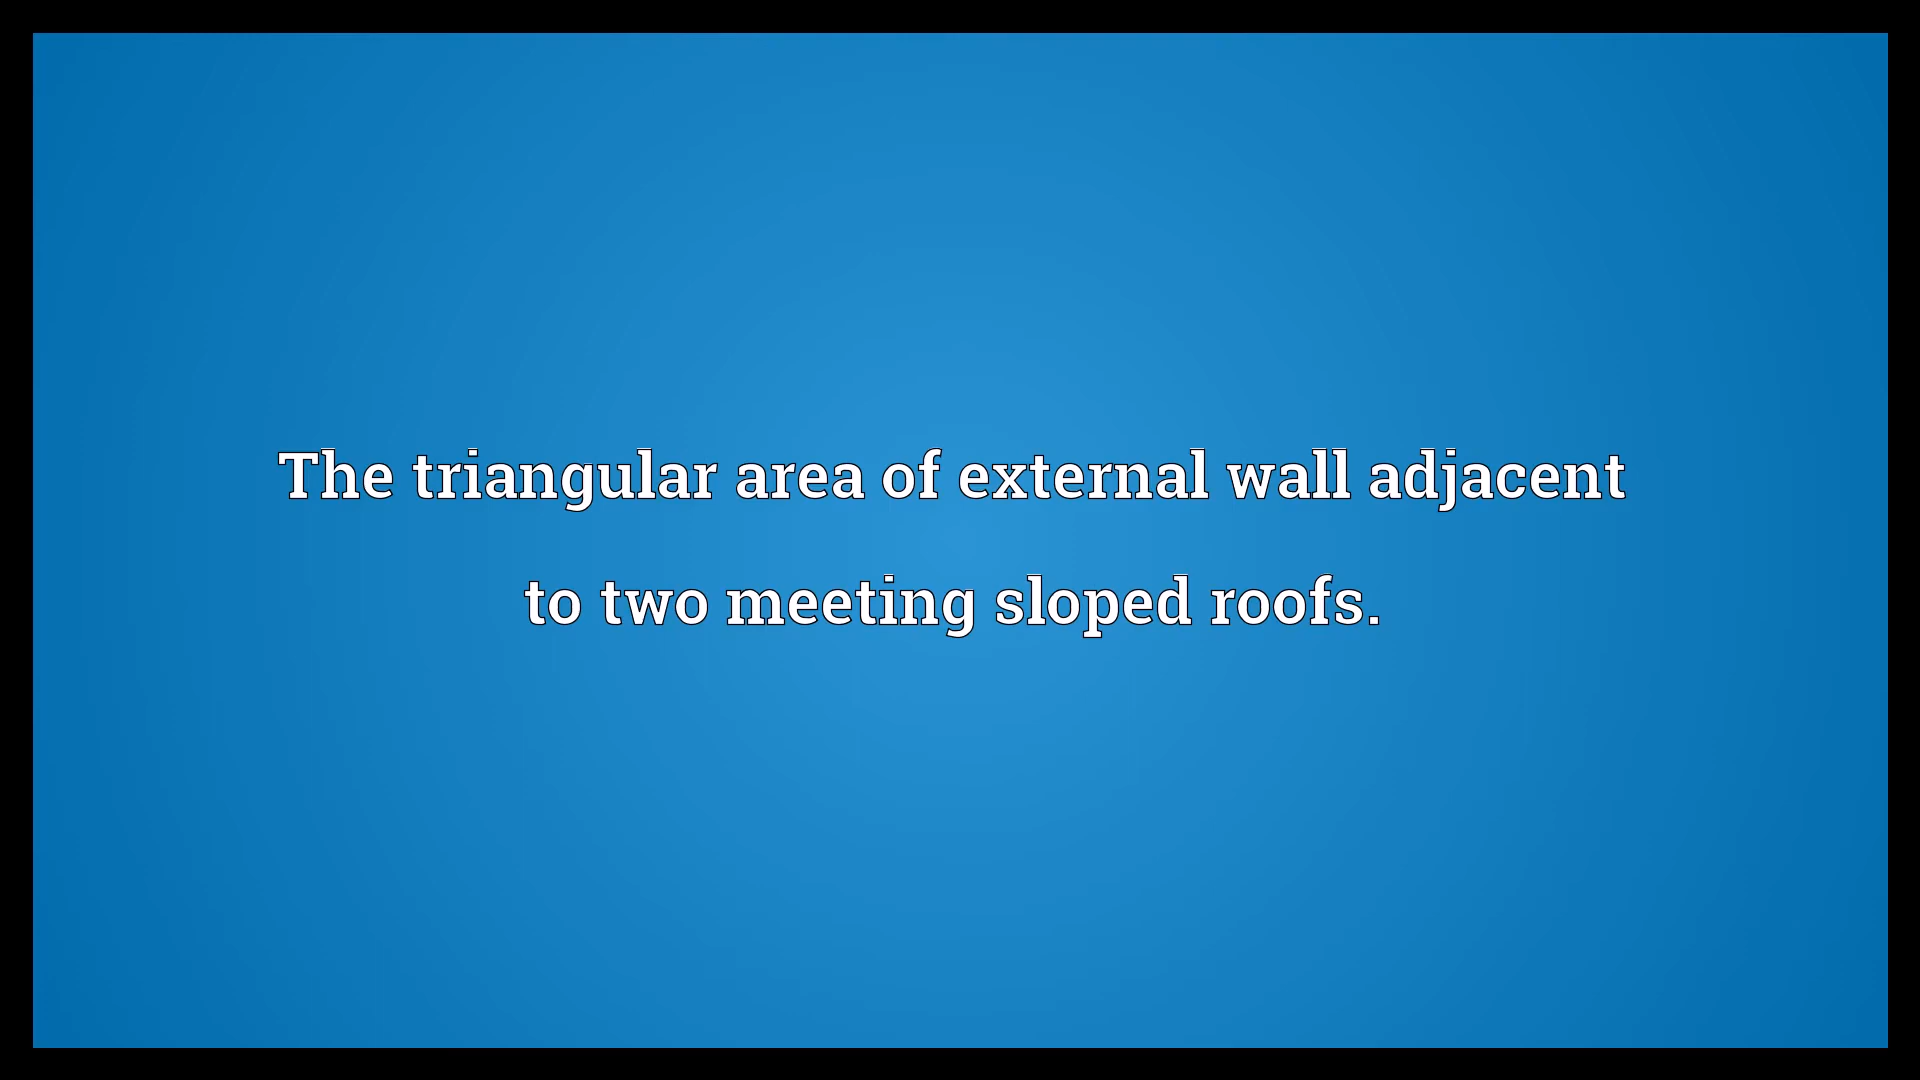 The triangular area of external wall adjacent
to two meeting sloped roofs.